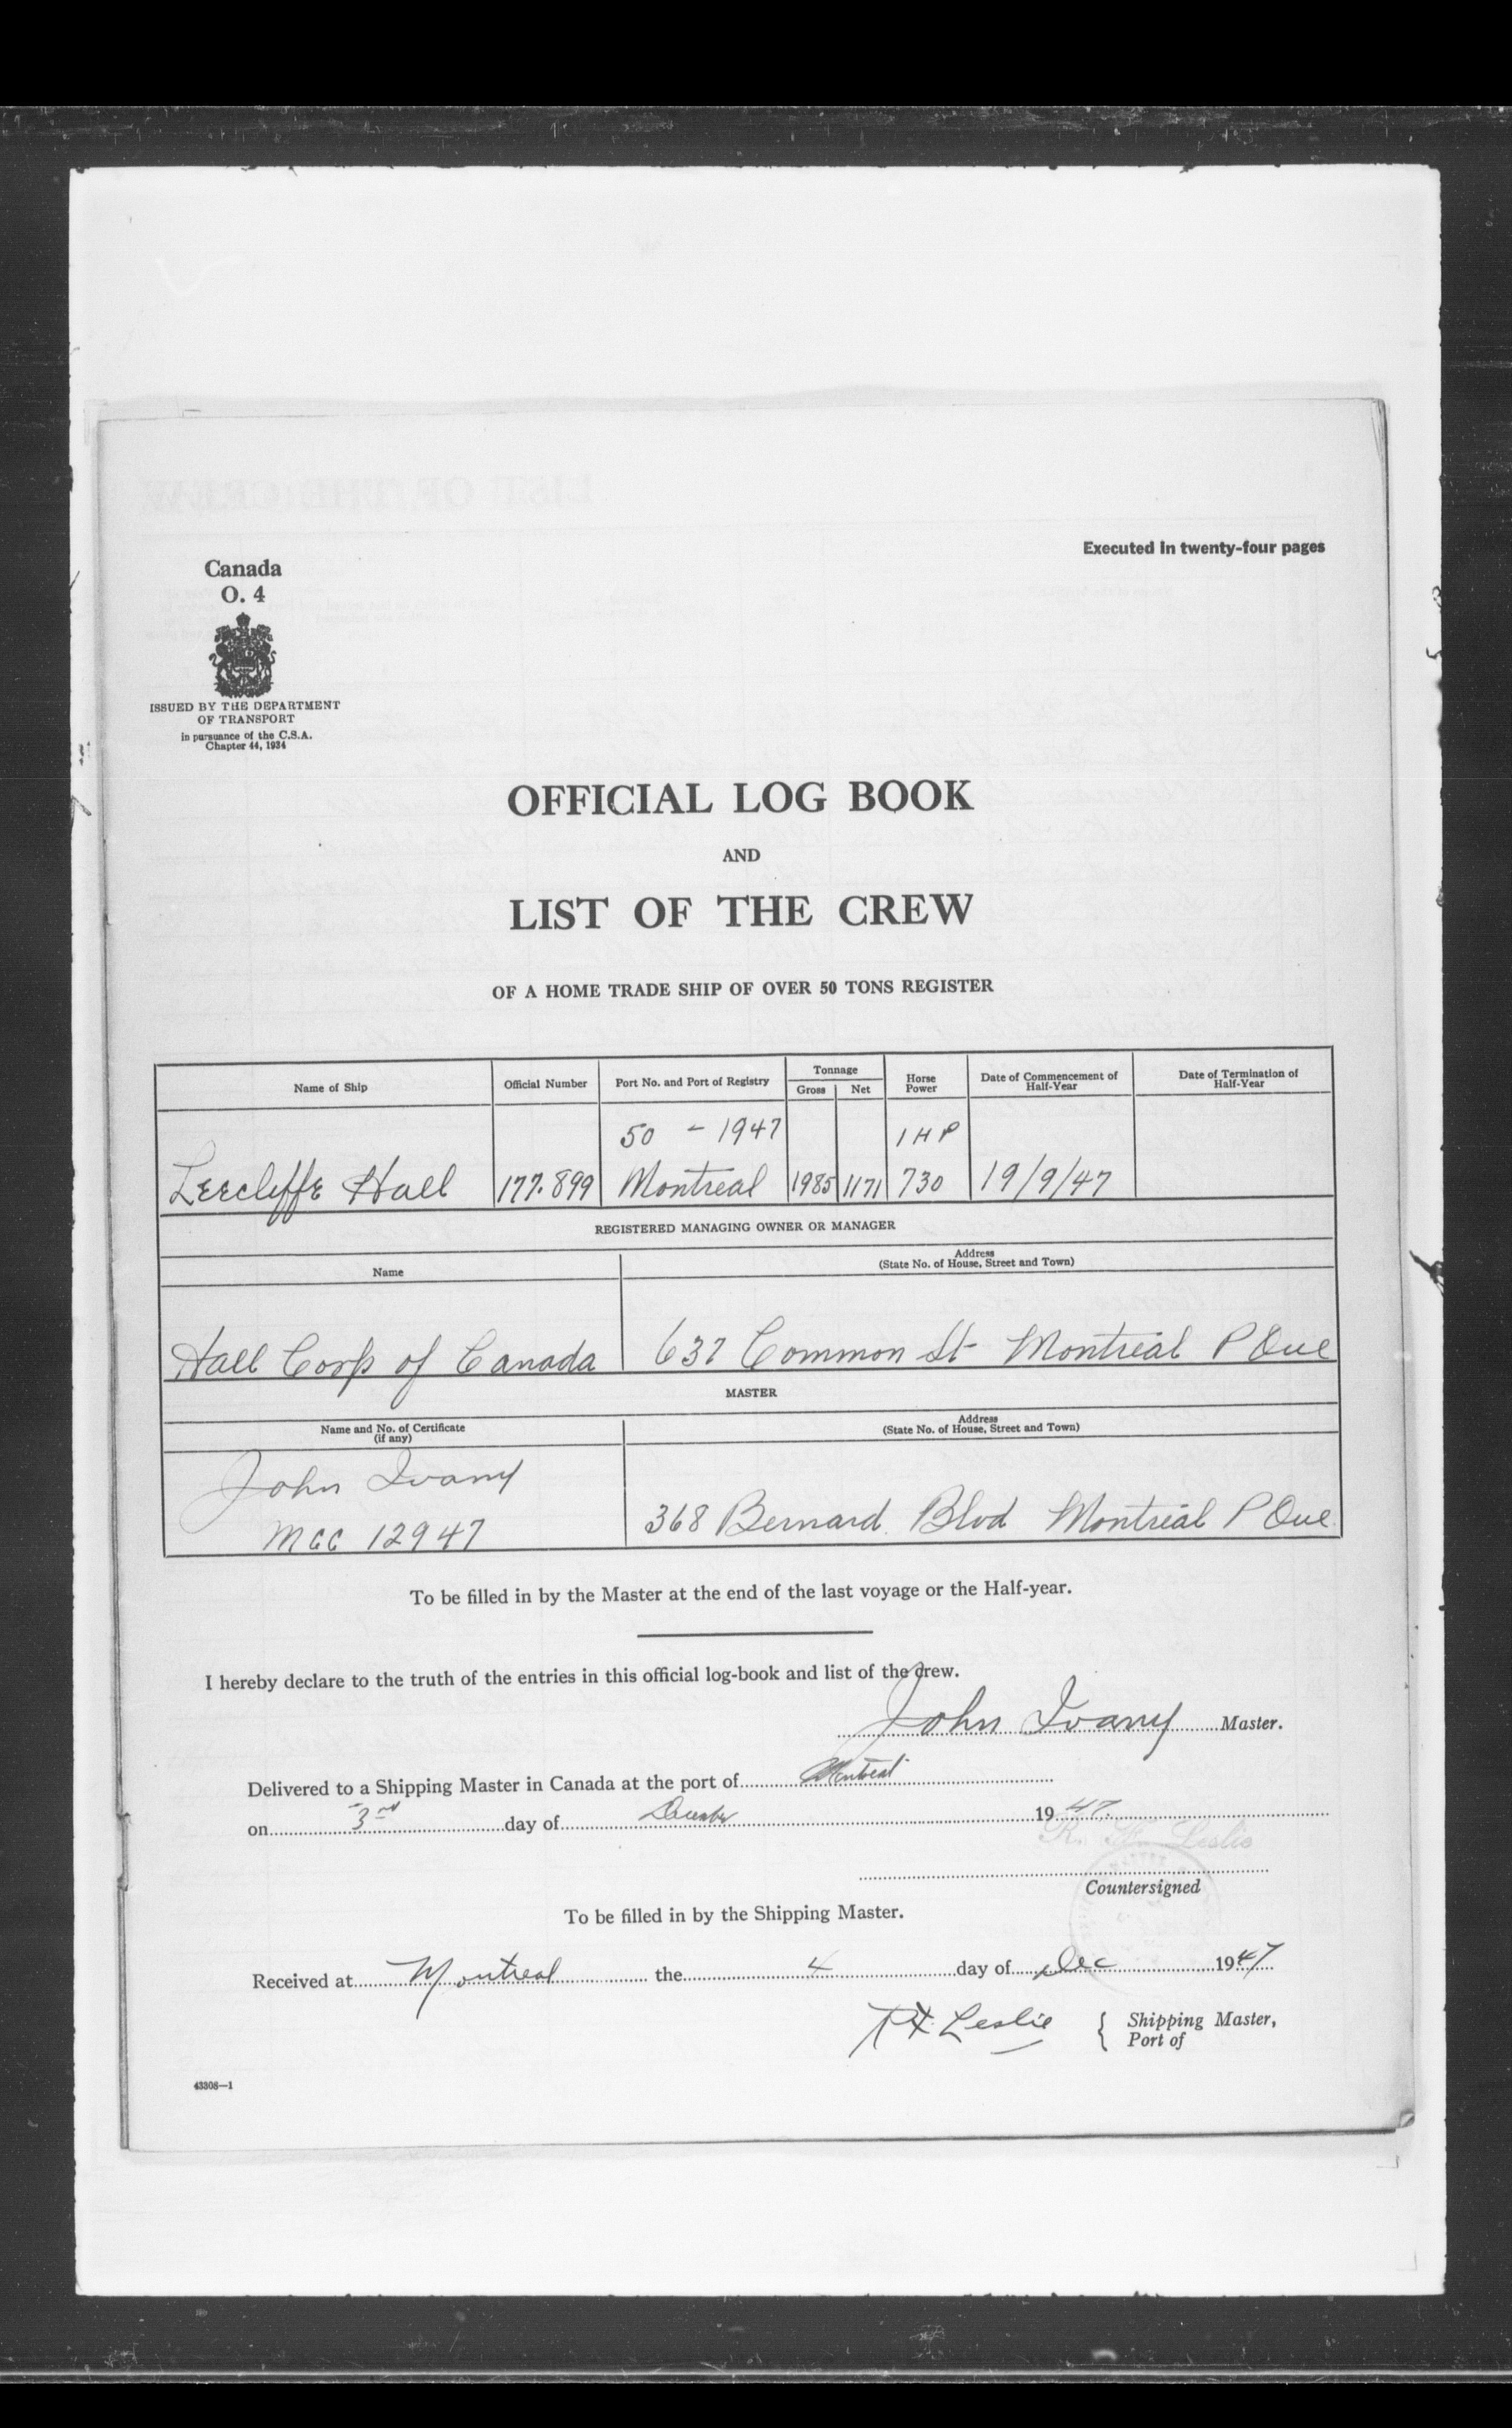 Executed in twenty-four pages
Canada
O. 4
ISSUED BY THE DEPARTMENT
OF TRANSPORT
in pursuance of the C.S.A.
Chapter 44, 1934
OFFICIAL LOG BOOK
AND
LIST OF THE CREW
OF A HOME TRADE SHIP OF OVER 50 TONS REGISTER
Name of Ship Official Number Port No. and Port of Registry Tonnage Gross Net Horse Power Date of Commencement of Half-Year Date of Termination of Half-Year
50 - 1947 IHP
Leecliffe Hall 177.899 Montreal 1985 1171 730 19/9/47
REGISTERED MANAGING OWNER OR MANAGER
Name Address
(State No. of House, Street and Town)
Hall Corp of Canada 637 Common St Montreal P Que
MASTER
Name and No. of Certificate
(if any)
Address
(State No. of House, Street and Town)
John Ivany
368 Bernard Blvd Montreal P Que
12947
To be filled in by the Master at the end of the last voyage or the Half-year.
I hereby declare to the truth of the entries in this official log-book and list of the crew.
John Ivany Master.
Delivered to a Shipping Master in Canada at the port of Montreal
on 3rd day of December 1947.
R. Leslie
Countersigned
To be filled in by the Shipping Master.
Received at Montreal the 4 day of Dec 1947
Leslie { Shipping Master,
Port of
43308—1